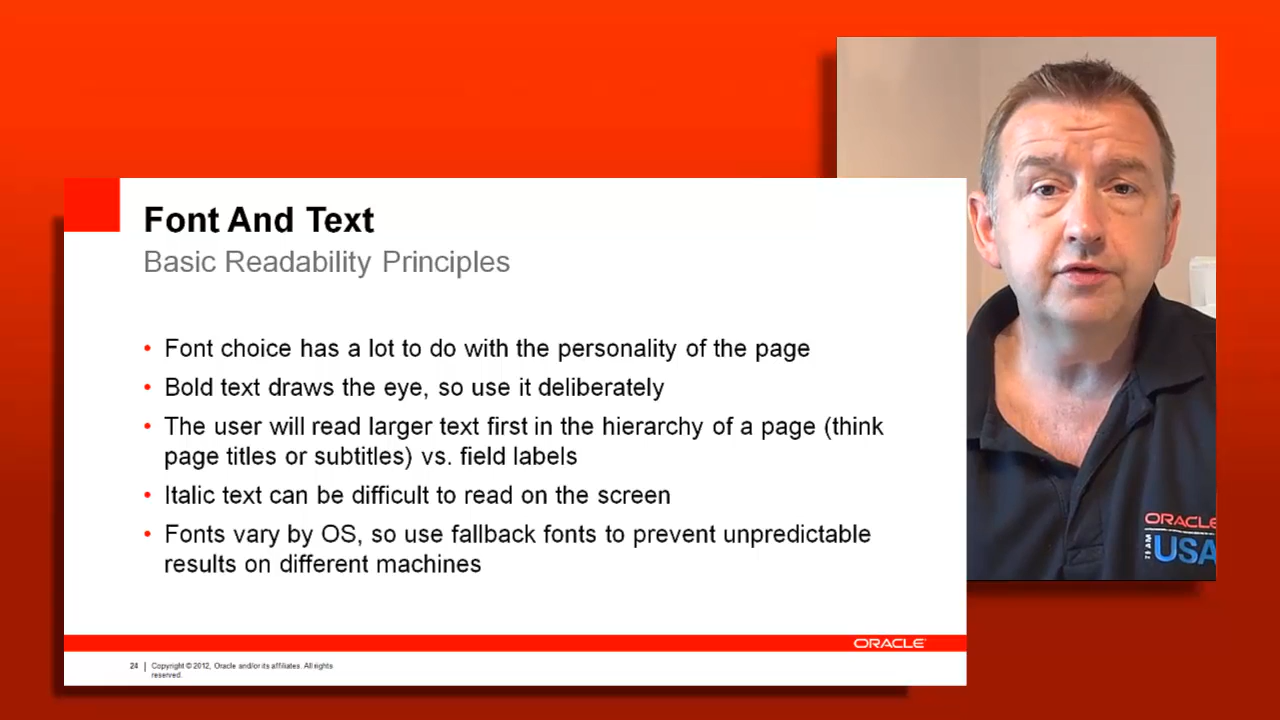 Font And Text
Basic Readability Principles
• Font choice has a lot to do with the personality of the page
• Bold text draws the eye, so use it deliberately
• The user will read larger text first in the hierarchy of a page (think
page titles or subtitles) vs. field labels
• Italic text can be difficult to read on the screen
• Fonts vary by OS, so use fallback fonts to prevent unpredictable
results on different machines
ORACLE
24 | Copyright © 2012, Oracle and/or its affiliates. All rights
reserved.
ORACLE
TEAM
USA